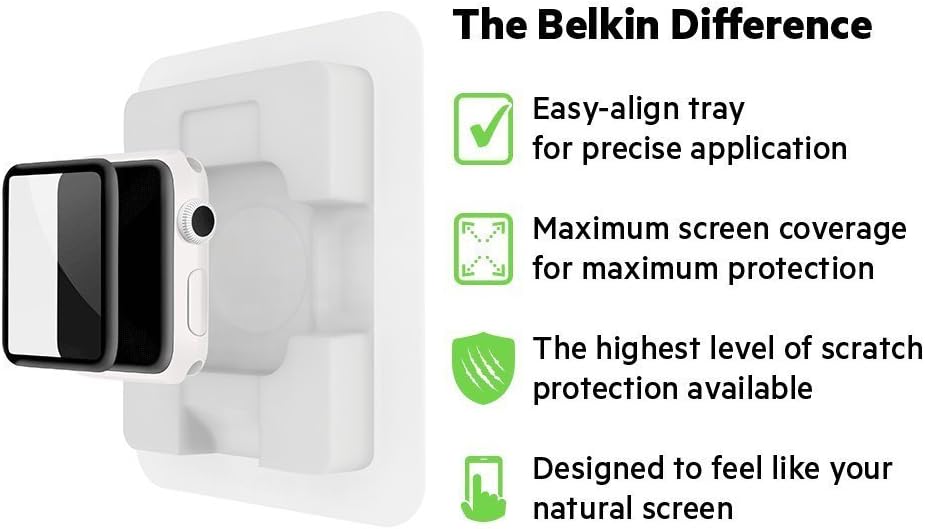 The Belkin Difference
Easy-align tray
for precise application
Maximum screen coverage
for maximum protection
The highest level of scratch
protection available
Designed to feel like your
natural screen